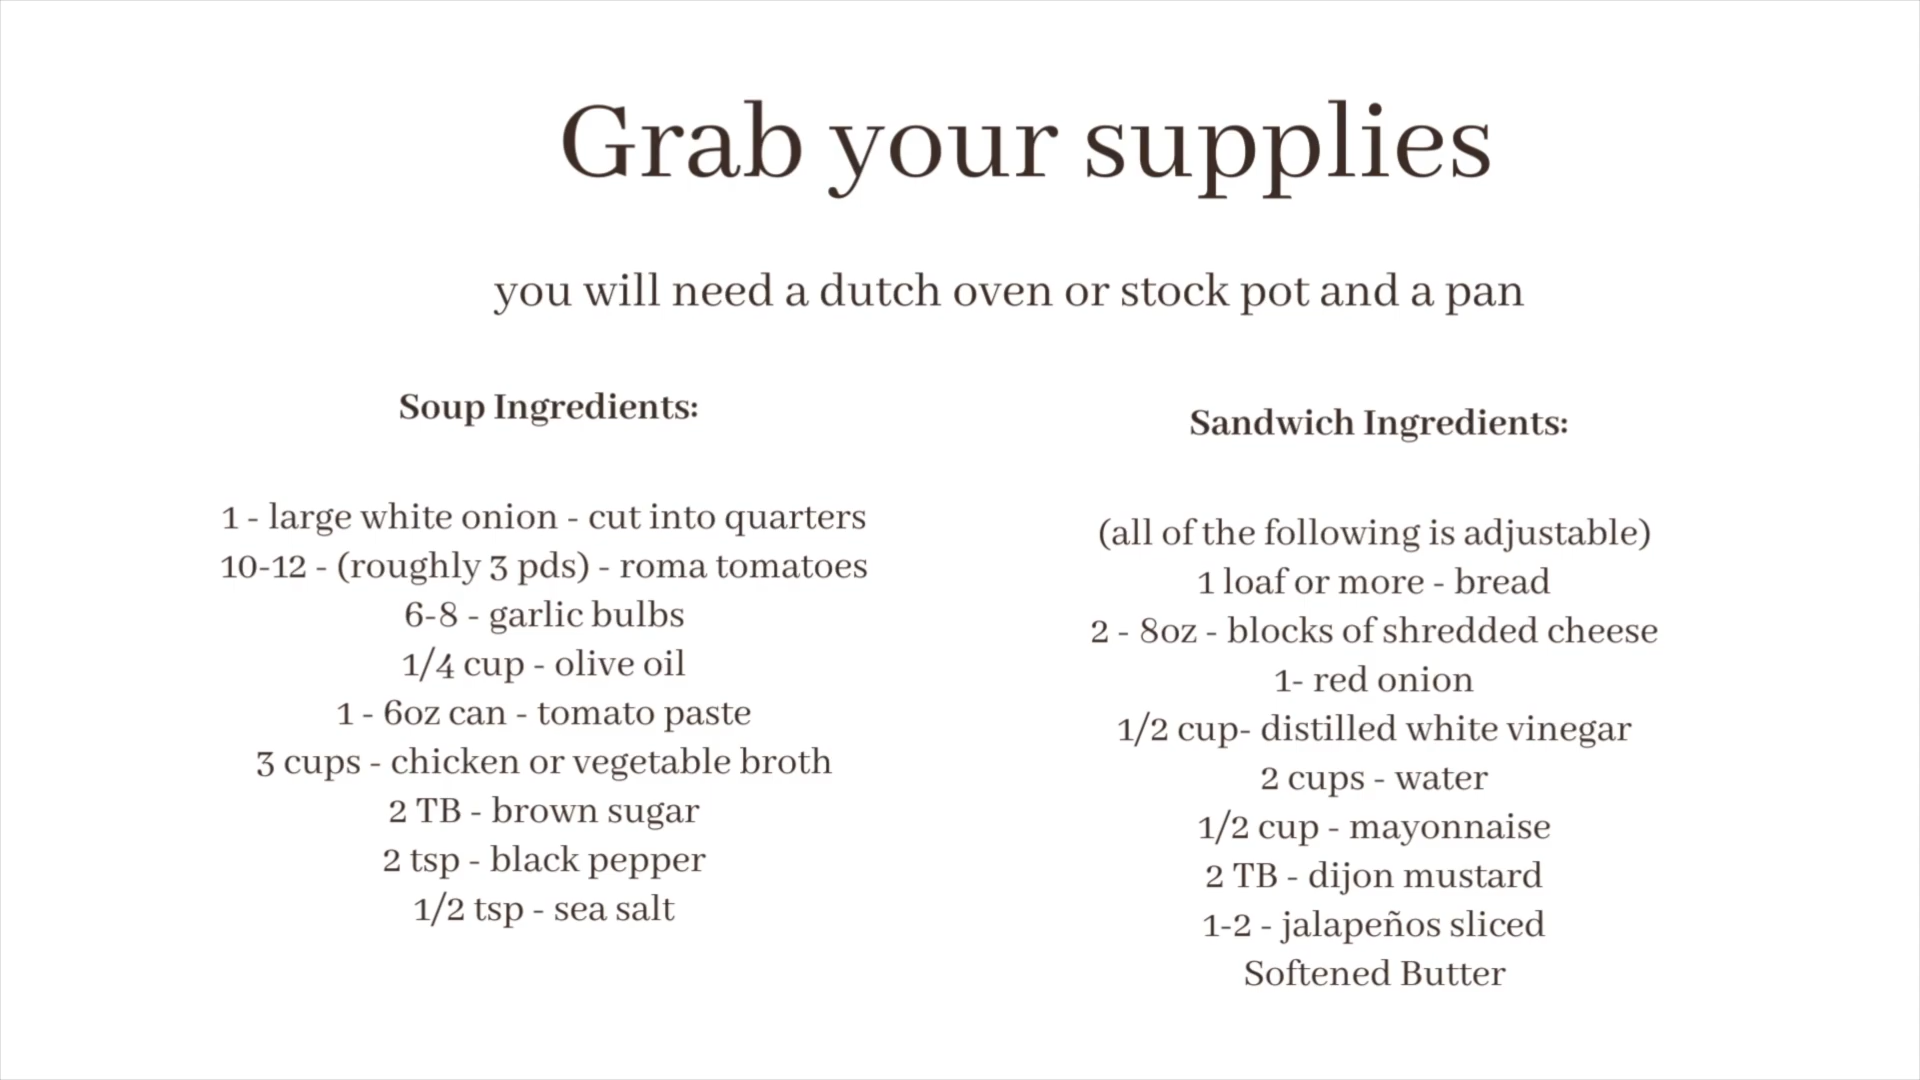 Grab your supplies
you will need a dutch oven or stock pot and a pan
Soup Ingredients:
1 - large white onion - cut into quarters
10-12 - (roughly 3 pds) - roma tomatoes
6-8 - garlic bulbs
1/4 cup - olive oil
1 - 6oz can - tomato paste
3 cups - chicken or vegetable broth
2 TB - brown sugar
2 tsp - black pepper
1/2 tsp - sea salt
Sandwich Ingredients:
(all of the following is adjustable)
1 loaf or more - bread
2 - 8oz - blocks of shredded cheese
1- red onion
1/2 cup- distilled white vinegar
2 cups - water
1/2 cup - mayonnaise
2 TB - dijon mustard
1-2 - jalapeños sliced
Softened Butter